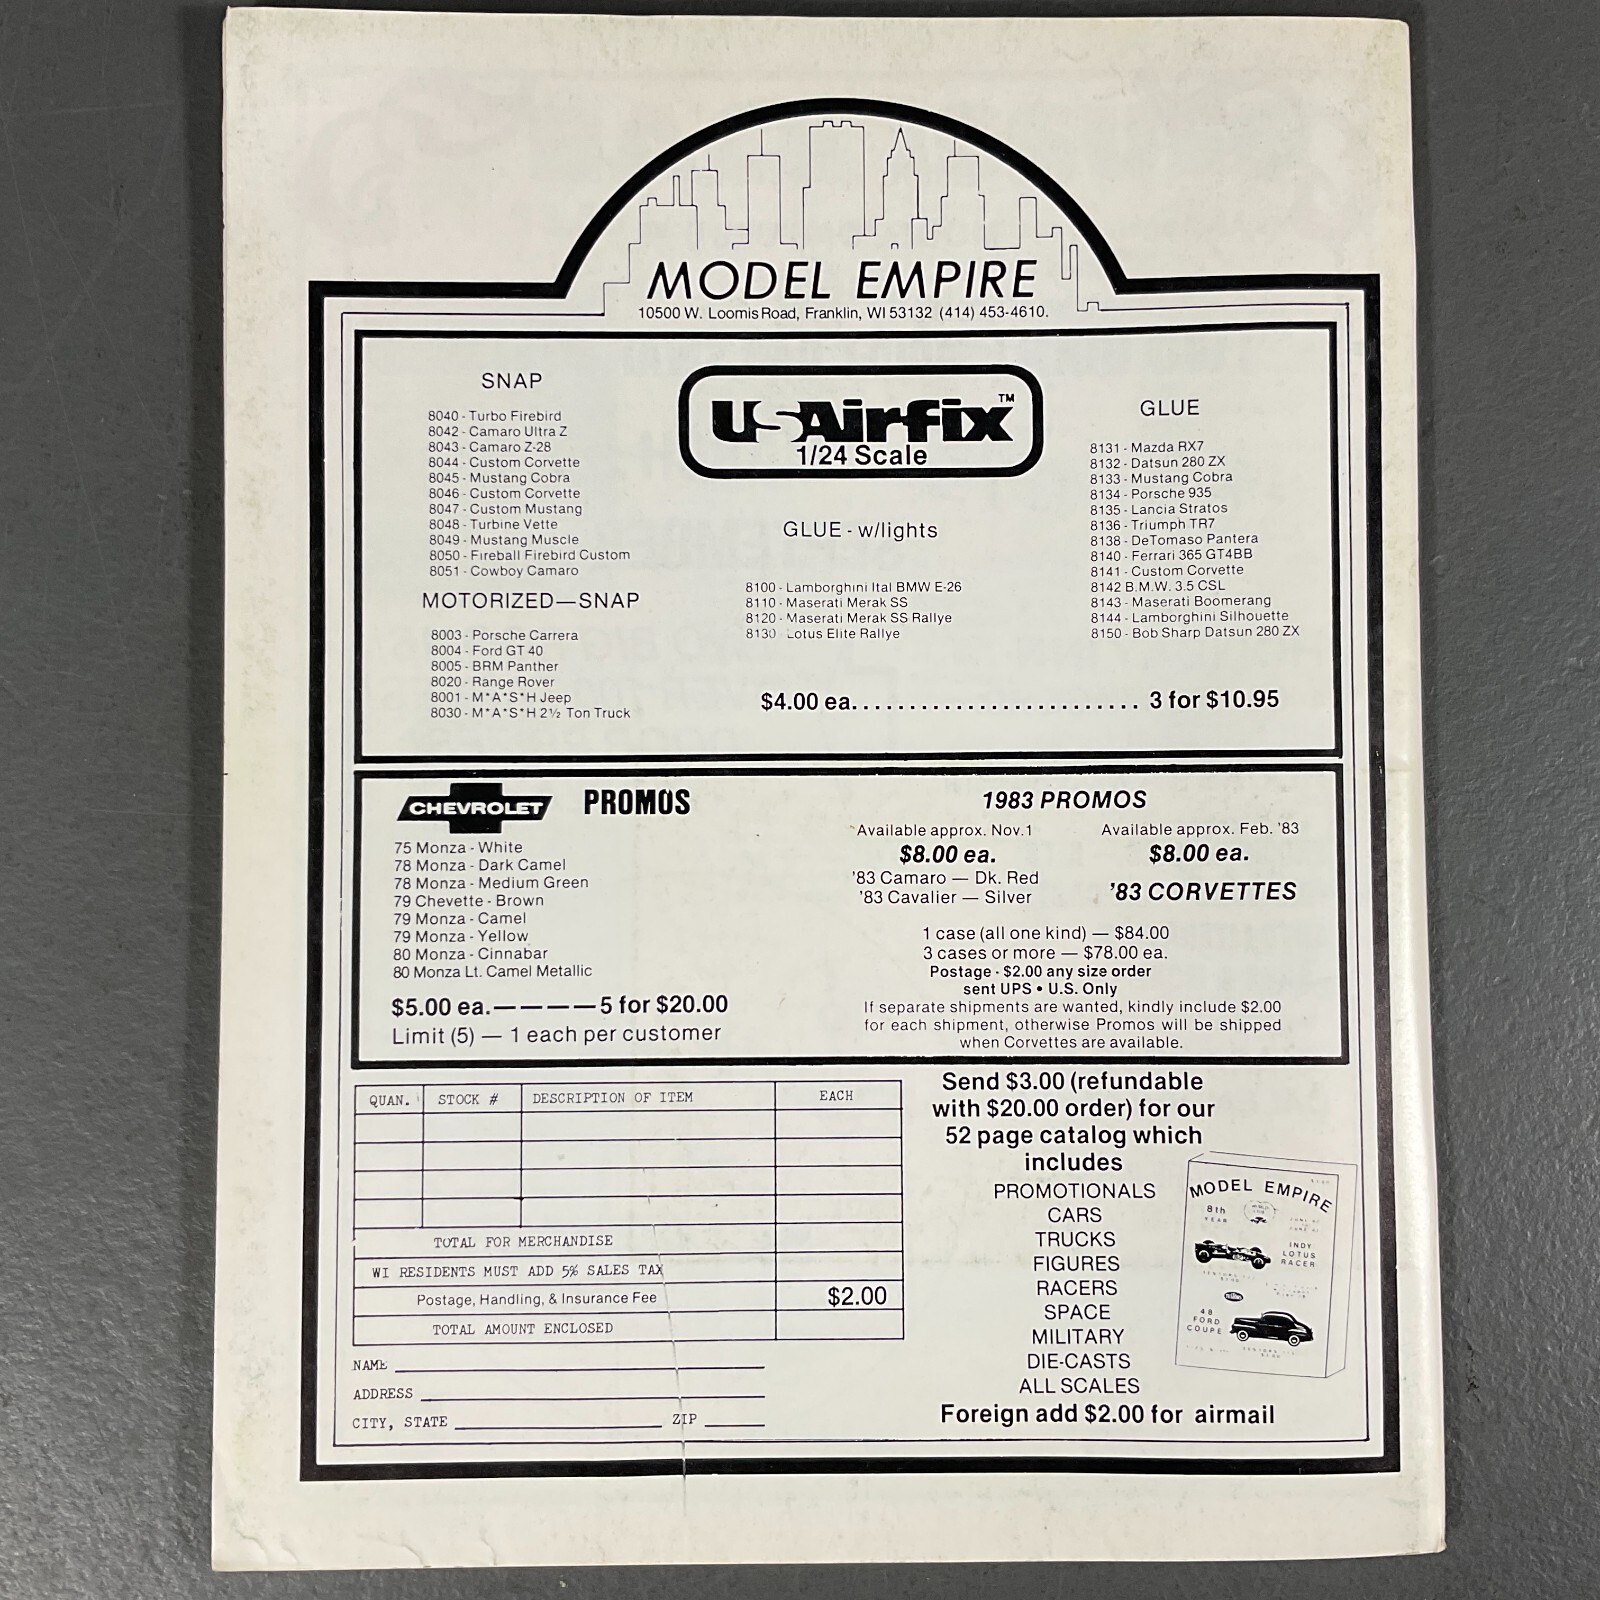 MODEL EMPIRE
10500 W. Loomis Road, Franklin, WI 53132 (414) 453-4610.
SNAP
8040 - Turbo Firebird
8042 - Camaro Ultra Z
8043 - Camaro Z-28
8044 - Custom Corvette
8045 - Mustang Cobra
8046 - Custom Corvette
8047 - Custom Mustang
8048 - Turbine Vette
8049 - Mustang Muscle
8050 - Fireball Firebird Custom
8051 - Cowboy Camaro
MOTORIZED—SNAP
8003 - Porsche Carrera
8004 - Ford GT 40
8005 - BRM Panther
8020 - Range Rover
8001 - M*A*S*H Jeep
8030 - M*A*S*H 2½ Ton Truck
USAirfix™
1/24 Scale
GLUE - w/lights
8100 - Lamborghini Ital BMW E-26
8110 - Maserati Merak SS
8120 - Maserati Merak SS Rallye
8130 Lotus Elite Rallye
GLUE
8131 - Mazda RX7
8132 - Datsun 280 ZX
8133 - Mustang Cobra
8134 - Porsche 935
8135 - Lancia Stratos
8136 - Triumph TR7
8138 - DeTomaso Pantera
8140 - Ferrari 365 GT4BB
8141 - Custom Corvette
8142 B.M.W. 3.5 CSL
8143 - Maserati Boomerang
8144 - Lamborghini Silhouette
8150 - Bob Sharp Datsun 280 ZX
$4.00 ea. . . . . . . . . . . . . . . . . . . . . . . . . . 3 for $10.95
CHEVROLET PROMOS
75 Monza - White
78 Monza - Dark Camel
78 Monza - Medium Green
79 Chevette - Brown
79 Monza - Camel
79 Monza - Yellow
80 Monza - Cinnabar
80 Monza Lt. Camel Metallic
$5.00 ea.————5 for $20.00
Limit (5) — 1 each per customer
1983 PROMOS
Available approx. Nov. 1
$8.00 ea.
'83 Camaro — Dk. Red
'83 Cavalier — Silver
Available approx. Feb. '83
$8.00 ea.
'83 CORVETTES
1 case (all one kind) — $84.00
3 cases or more — $78.00 ea.
Postage - $2.00 any size order
sent UPS • U.S. Only
If separate shipments are wanted, kindly include $2.00
for each shipment, otherwise Promos will be shipped
when Corvettes are available.
QUAN. STOCK # DESCRIPTION OF ITEM EACH
TOTAL FOR MERCHANDISE
WI RESIDENTS MUST ADD 5% SALES TAX
Postage, Handling, & Insurance Fee $2.00
TOTAL AMOUNT ENCLOSED
NAME
ADDRESS
CITY, STATE ZIP
Send $3.00 (refundable
with $20.00 order) for our
52 page catalog which
includes
PROMOTIONALS
CARS
TRUCKS
FIGURES
RACERS
SPACE
MILITARY
DIE-CASTS
ALL SCALES
MODEL EMPIRE
8th
YEAR
INDY
LOTUS
RACER
48
FORD
COUPE
Foreign add $2.00 for airmail